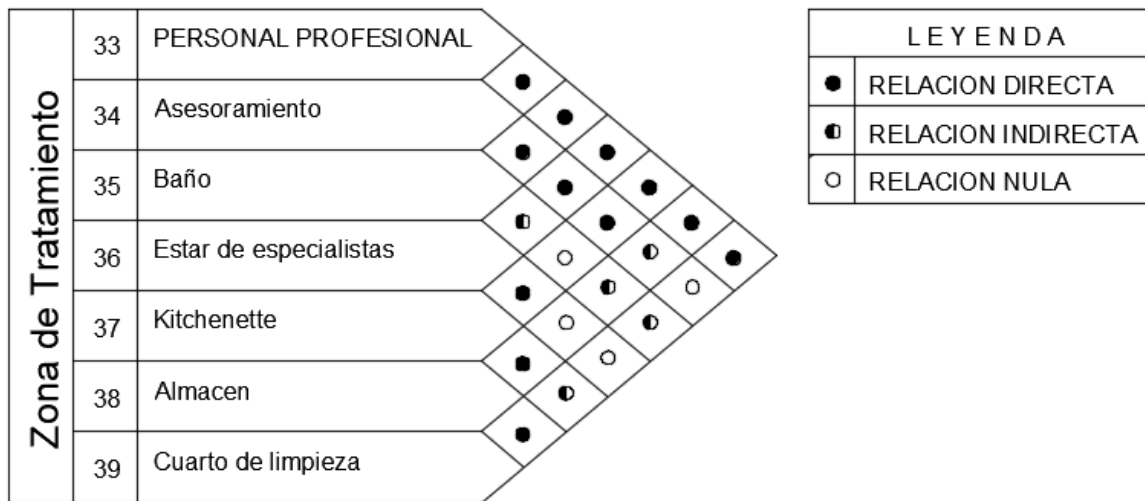 Zona de Tratamiento
33 PERSONAL PROFESIONAL
34 Asesoramiento
35 Baño
36 Estar de especialistas
37 Kitchenette
38 Almacen
39 Cuarto de limpieza
LEYENDA
RELACION DIRECTA
RELACION INDIRECTA
RELACION NULA